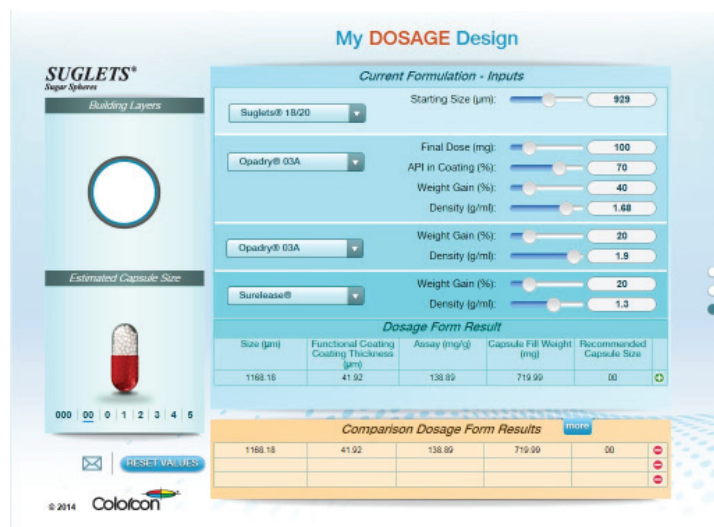 My DOSAGE Design
SUGLETS®
Sugar Spheres
Building Layers
Estimated Capsule Size
000 | 00 | 0 | 1 | 2 | 3 | 4 | 5
RESET VALUES
© 2014 Colorcon
Current Formulation - Inputs
Suglets® 18/20
Starting Size (µm): 929
Opadry® 03A
Final Dose (mg): 100
API in Coating (%): 70
Weight Gain (%): 40
Density (g/ml): 1.68
Opadry® 03A
Weight Gain (%): 20
Density (g/ml): 1.9
Surelease®
Weight Gain (%): 20
Density (g/ml): 1.3
Dosage Form Result
Size (µm) Functional Coating Coating Thickness (µm) Assay (mg/g) Capsule Fill Weight (mg) Recommended Capsule Size
1168.18 41.92 138.89 719.99 00
Comparison Dosage Form Results more
1168.18 41.92 138.89 719.99 00